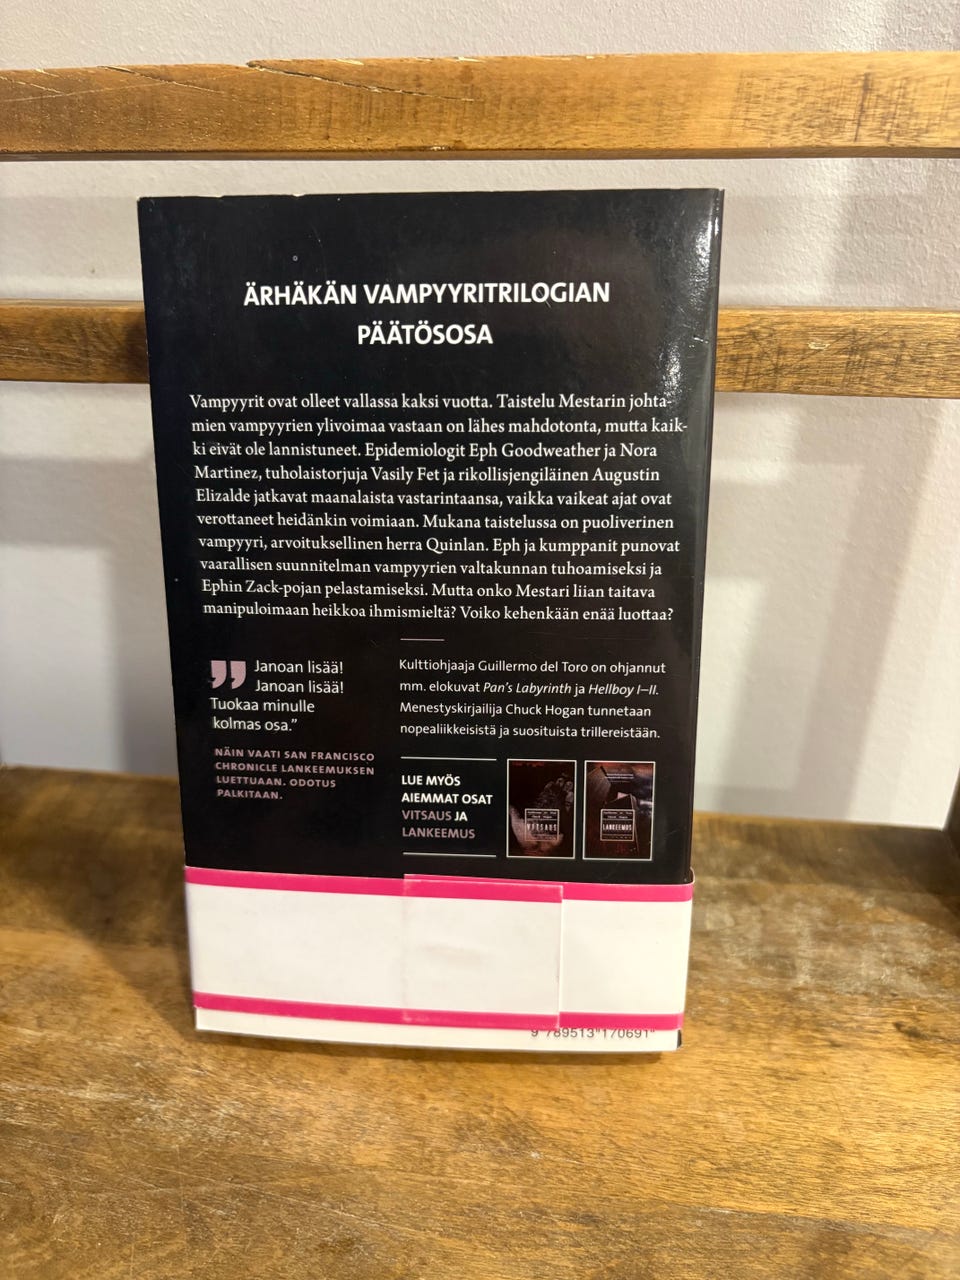 ÄRHÄKÄN VAMPYYRITRILOGIAN
PÄÄTÖSOSA
Vampyyrit ovat olleet vallassa kaksi vuotta. Taistelu Mestarin johta-
mien vampyyrien ylivoimaa vastaan on lähes mahdotonta, mutta kaik-
ki eivät ole lannistuneet. Epidemiologit Eph Goodweather ja Nora
Martinez, tuholaistorjuja Vasily Fet ja rikollisjengiläinen Augustin
Elizalde jatkavat maanalaista vastarintaansa, vaikka vaikeat ajat ovat
verottaneet heidänkin voimiaan. Mukana taistelussa on puoliverinen
vampyyri, arvoituksellinen herra Quinlan. Eph ja kumppanit punovat
vaarallisen suunnitelman vampyyrien valtakunnan tuhoamiseksi ja
Ephin Zack-pojan pelastamiseksi. Mutta onko Mestari liian taitava
manipuloimaan heikkoa ihmismieltä? Voiko kehenkään enää luottaa?
” Janoan lisää!
Janoan lisää!
Tuokaa minulle
kolmas osa.”
NÄIN VAATI SAN FRANCISCO
CHRONICLE LANKEEMUKSEN
LUETTUAAN. ODOTUS
PALKITAAN.
Kulttiohjaaja Guillermo del Toro on ohjannut
mm. elokuvat Pan's Labyrinth ja Hellboy I–II.
Menestyskirjailija Chuck Hogan tunnetaan
nopealiikkeisistä ja suosituista trillereistään.
LUE MYÖS
AIEMMAT OSAT
VITSAUS JA
LANKEEMUS
VITSAUS
LANKEEMUS
9 789513 170691